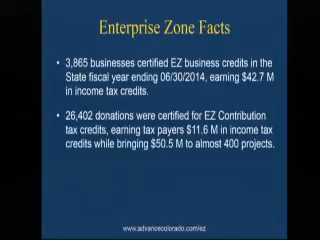 Enterprise Zone Facts
• 3,865 businesses certified EZ business credits in the
State fiscal year ending 06/30/2014, earning $42.7 M
in income tax credits.
• 26,402 donations were certified for EZ Contribution
tax credits, earning tax payers $11.6 M in income tax
credits while bringing $50.5 M to almost 400 projects.
www.advancecolorado.com/ez